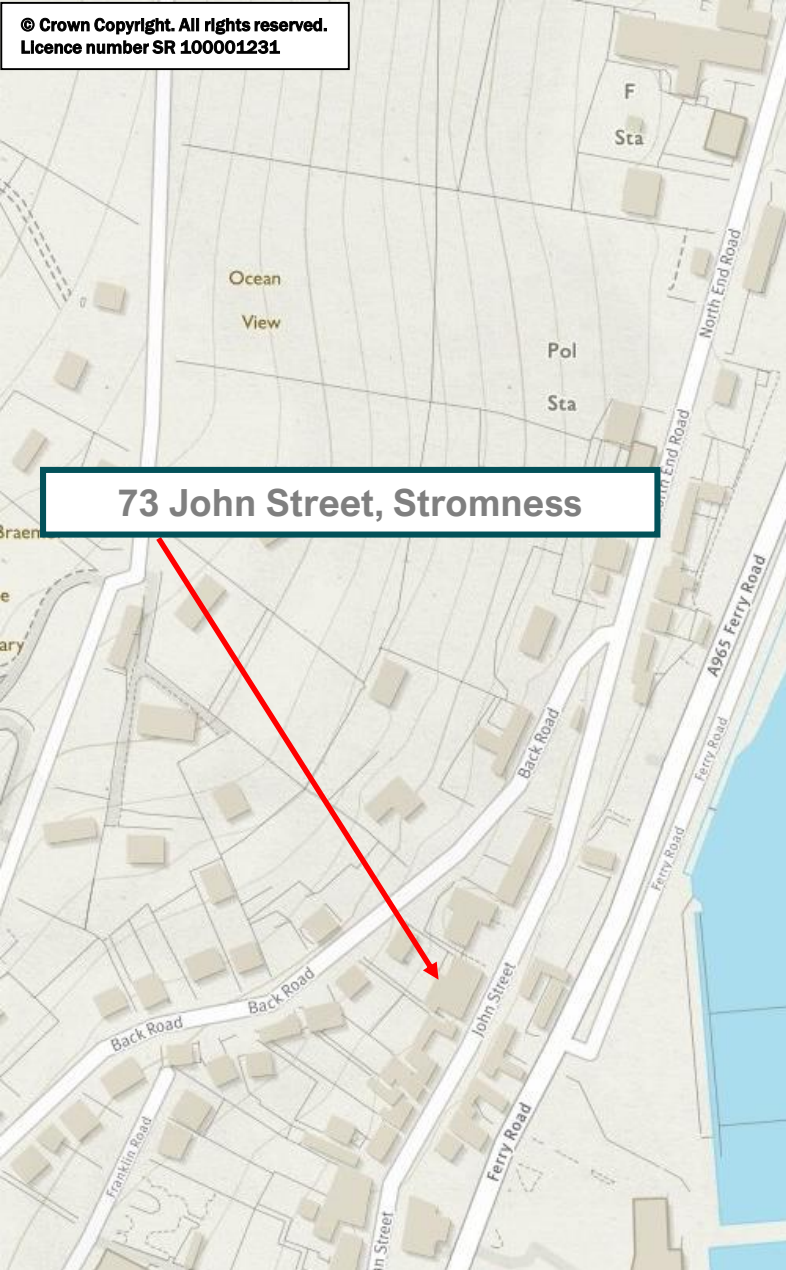 © Crown Copyright. All rights reserved.
Licence number SR 100001231
F
Sta
North End Road
Ocean
View
Pol
Sta
End Road
73 John Street, Stromness
A965 Ferry Road
Back Road
Ferry Road
Ferry Road
John Street
Back Road
Back Road
Ferry Road
Franklin Road
Street